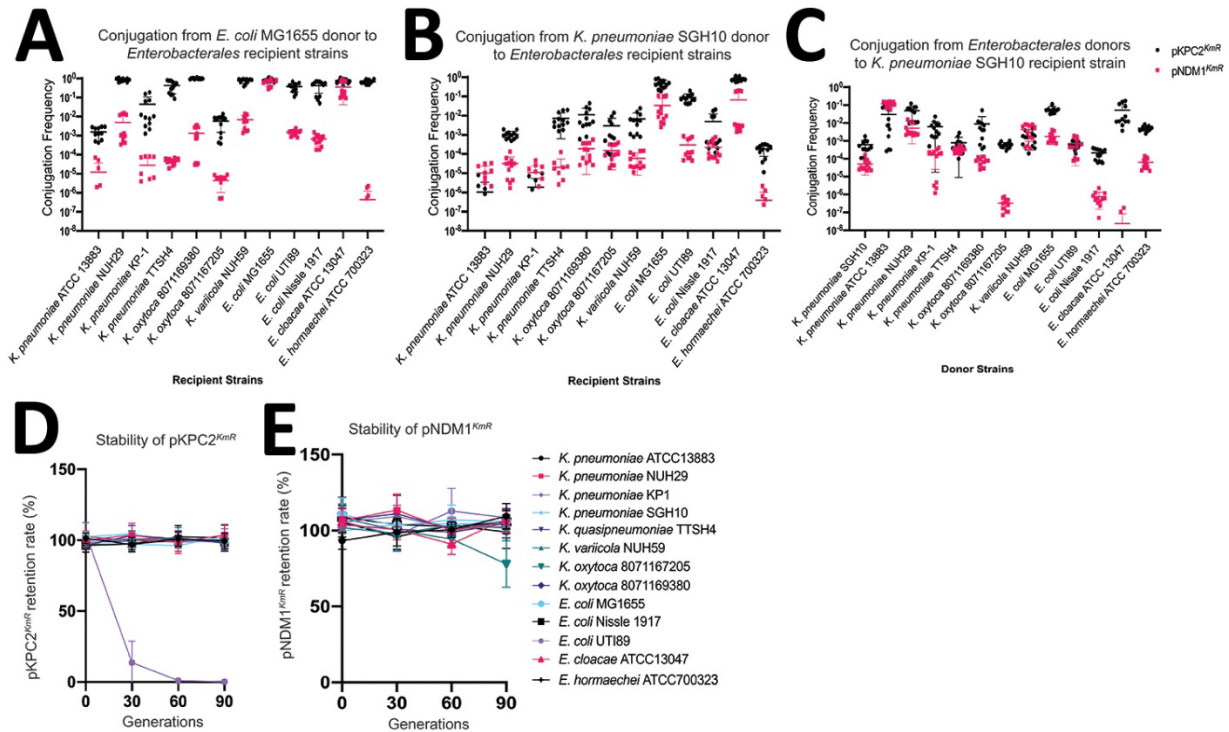 A
Conjugation from E. coli MG1655 donor to
Enterobacterales recipient strains
Conjugation Frequency
10⁰
10⁻¹
10⁻²
10⁻³
10⁻⁴
10⁻⁵
10⁻⁶
10⁻⁷
10⁻⁸
K. pneumoniae ATCC 13883
K. pneumoniae NUH29
K. pneumoniae KP-1
K. pneumoniae TTSH4
K. oxytoca 8071169380
K. oxytoca 8071167205
K. variicola NUH59
E. coli MG1655
E. coli UTI89
E. coli Nissle 1917
E. cloacae ATCC 13047
E. hormaechei ATCC 700323
Recipient Strains
B
Conjugation from K. pneumoniae SGH10 donor
to Enterobacterales recipient strains
Conjugation Frequency
10⁰
10⁻¹
10⁻²
10⁻³
10⁻⁴
10⁻⁵
10⁻⁶
10⁻⁷
10⁻⁸
K. pneumoniae ATCC 13883
K. pneumoniae NUH29
K. pneumoniae KP-1
K. pneumoniae TTSH4
K. oxytoca 8071169380
K. oxytoca 8071167205
K. variicola NUH59
E. coli MG1655
E. coli UTI89
E. coli Nissle 1917
E. cloacae ATCC 13047
E. hormaechei ATCC 700323
Recipient Strains
C
Conjugation from Enterobacterales donors
to K. pneumoniae SGH10 recipient strain
pKPC2ᴷᵐᴿ
pNDM1ᴷᵐᴿ
Conjugation Frequency
10⁰
10⁻¹
10⁻²
10⁻³
10⁻⁴
10⁻⁵
10⁻⁶
10⁻⁷
10⁻⁸
K. pneumoniae SGH10
K. pneumoniae ATCC 13883
K. pneumoniae NUH29
K. pneumoniae KP-1
K. pneumoniae TTSH4
K. oxytoca 8071169380
K. oxytoca 8071167205
K. variicola NUH59
E. coli MG1655
E. coli UTI89
E. coli Nissle 1917
E. cloacae ATCC 13047
E. hormaechei ATCC 700323
Donor Strains
D
Stability of pKPC2ᴷᵐᴿ
pKPC2ᴷᵐᴿ retention rate (%)
150
100
50
0
0 30 60 90
Generations
E
Stability of pNDM1ᴷᵐᴿ
pNDM1ᴷᵐᴿ retention rate (%)
150
100
50
0
0 30 60 90
Generations
K. pneumoniae ATCC13883
K. pneumoniae NUH29
K. pneumoniae KP1
K. pneumoniae SGH10
K. quasipneumoniae TTSH4
K. variicola NUH59
K. oxytoca 8071167205
K. oxytoca 8071169380
E. coli MG1655
E. coli Nissle 1917
E. coli UTI89
E. cloacae ATCC13047
E. hormaechei ATCC700323